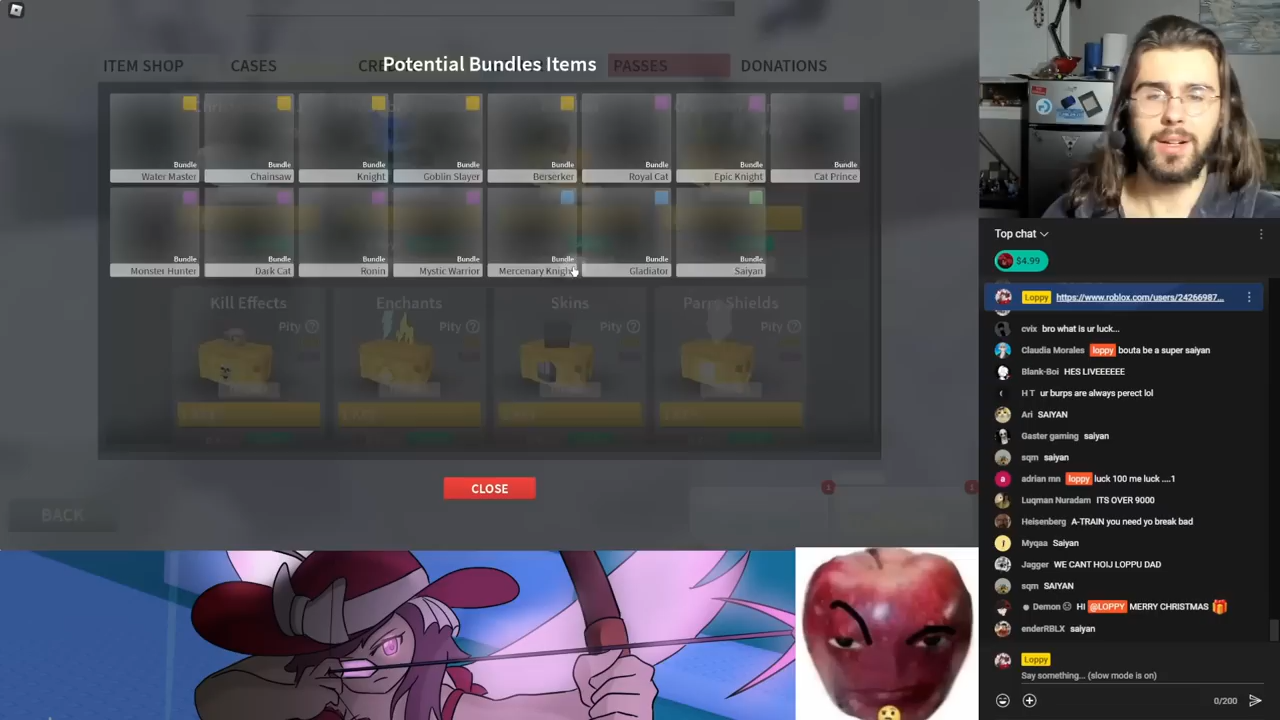 ITEM SHOP
CASES
PASSES
DONATIONS
Potential Bundles Items
Bundle
Water Master
Bundle
Chainsaw
Bundle
Knight
Bundle
Goblin Slayer
Bundle
Berserker
Bundle
Royal Cat
Bundle
Epic Knight
Bundle
Cat Prince
Bundle
Monster Hunter
Bundle
Dark Cat
Bundle
Ronin
Bundle
Mystic Warrior
Bundle
Mercenary Knight
Bundle
Gladiator
Bundle
Saiyan
Kill Effects
Pity
Enchants
Pity
Skins
Pity
Parry Shields
Pity
CLOSE
BACK
1
1
Top chat
$4.99
Loppy https://www.roblox.com/users/24266987...
cvix bro what is ur luck...
Claudia Morales loppy bouta be a super saiyan
Blank-Boi HES LIVEEEEEE
H T ur burps are always perect lol
Ari SAIYAN
Gaster gaming saiyan
sqm saiyan
a adrian mn loppy luck 100 me luck ....1
Luqman Nuradam ITS OVER 9000
Heisenberg A-TRAIN you need yo break bad
Myqaa Saiyan
Jagger WE CANT HOIJ LOPPU DAD
sqm SAIYAN
Demon HI @LOPPY MERRY CHRISTMAS
enderRBLX saiyan
Loppy
Say something... (slow mode is on)
0/200